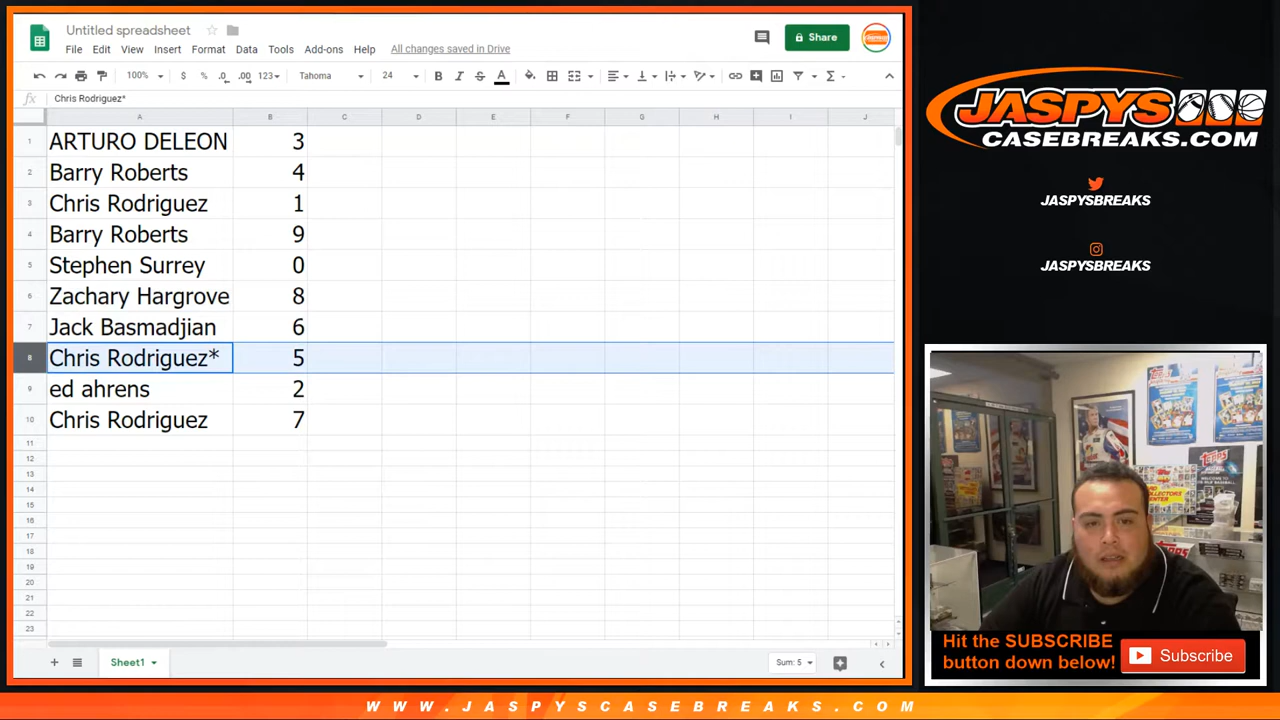 Untitled spreadsheet
File Edit View Insert Format Data Tools Add-ons Help All changes saved in Drive
Share
100% $ % .0 .00 123 Tahoma 24 B I S A
fx Chris Rodriguez*
A B C D E F G H I J
1 ARTURO DELEON 3
2 Barry Roberts 4
3 Chris Rodriguez 1
4 Barry Roberts 9
5 Stephen Surrey 0
6 Zachary Hargrove 8
7 Jack Basmadjian 6
8 Chris Rodriguez* 5
9 ed ahrens 2
10 Chris Rodriguez 7
11
12
13
14
15
16
17
18
19
20
21
22
23
Sheet1
Sum: 5
JASPYS
CASEBREAKS.COM
JASPYSBREAKS
JASPYSBREAKS
topps
Hit the SUBSCRIBE
button down below!
Subscribe
WWW.JASPYSCASEBREAKS.COM